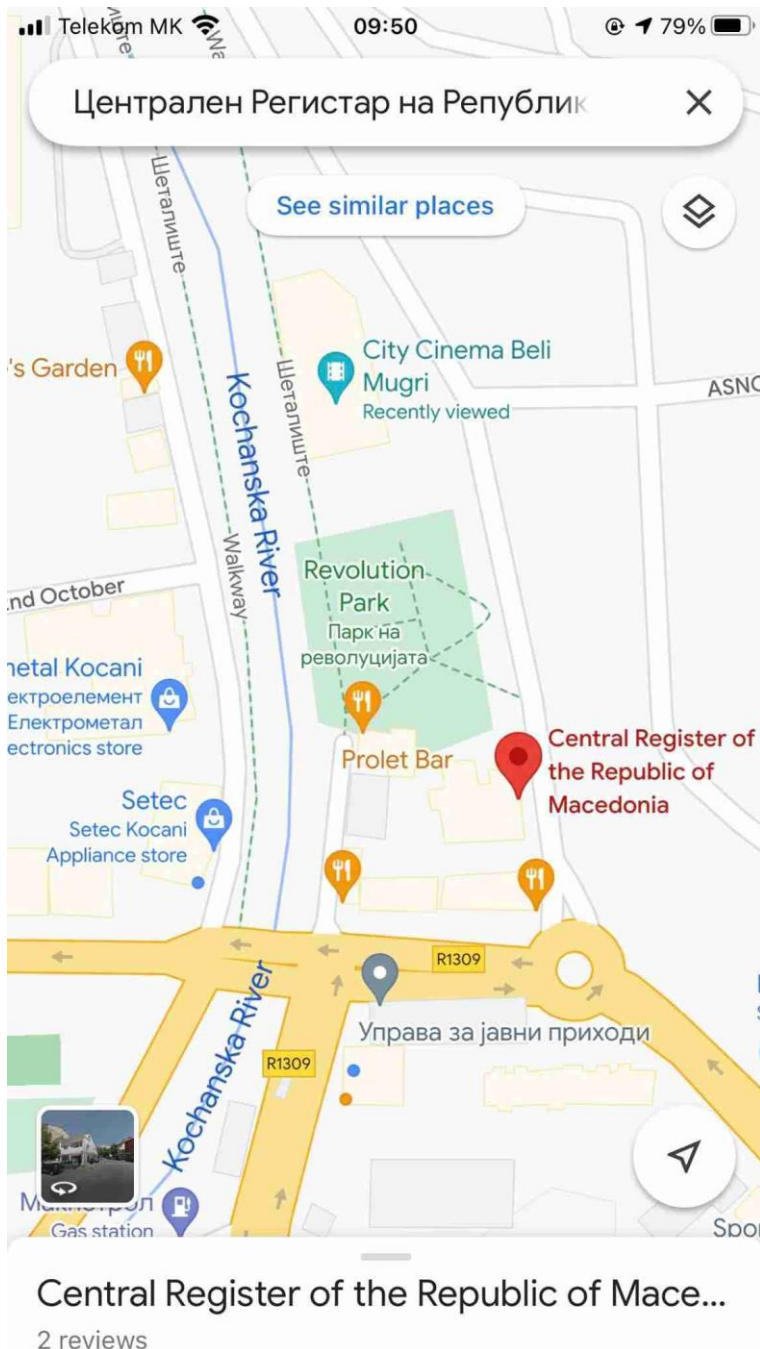 Telekom MK 09:50 79%
Централен Регистар на Републик
See similar places
Шеталиште
Шеталиште
's Garden
City Cinema Beli
Mugri
Recently viewed
ASNO
Kochanska River
Walkway
Revolution
Park
Парк на
револуцијата
nd October
netal Kocani
ектроелемент
Електрометал
ectronics store
Prolet Bar
Central Register of
the Republic of
Macedonia
Setec
Setec Kocani
Appliance store
R1309
Управа за јавни приходи
R1309
Kochanska River
Gas station
Spo
Central Register of the Republic of Mace...
2 reviews